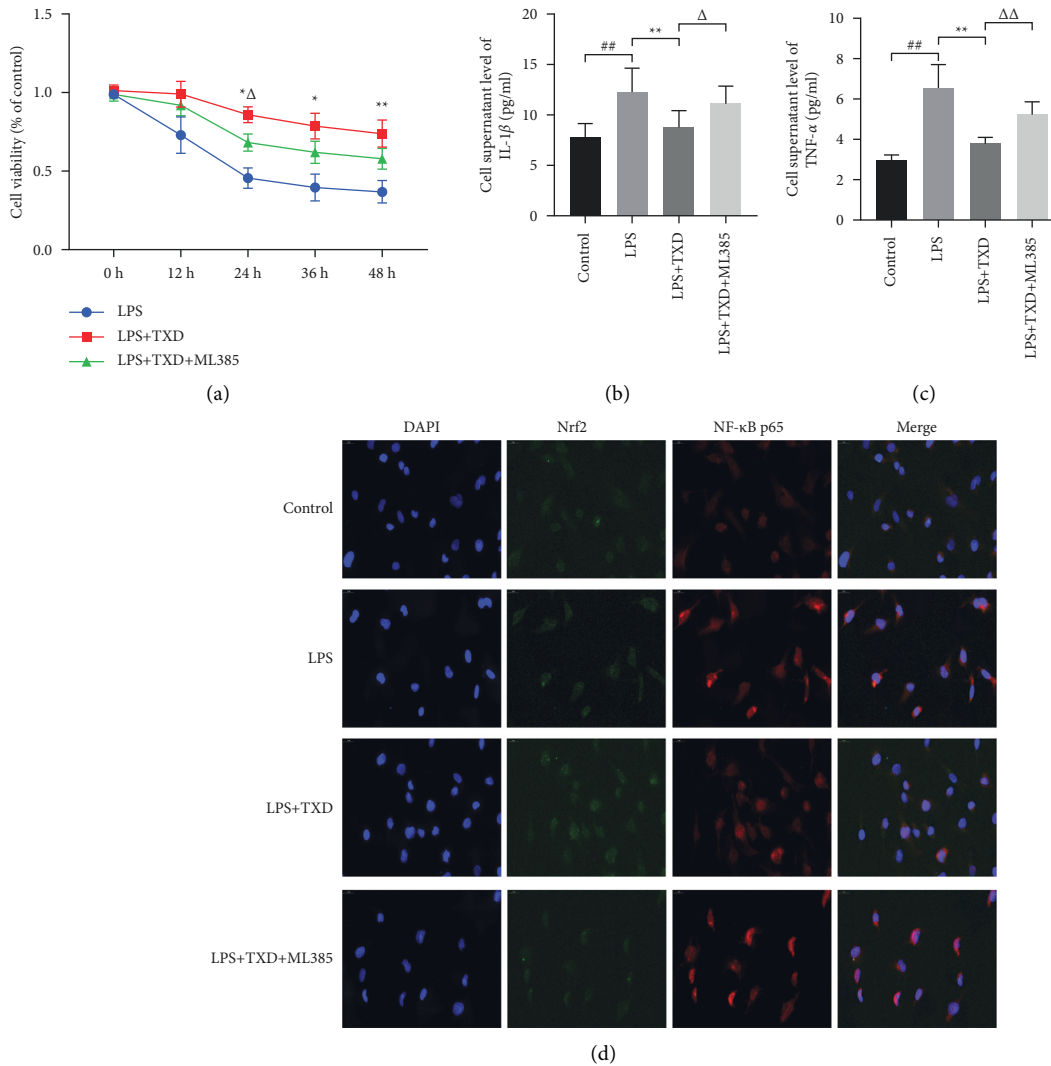 Cell viability (% of control)
1.5
1.0
0.5
0.0
*Δ
*
**
0 h
12 h
24 h
36 h
48 h
LPS
LPS+TXD
LPS+TXD+ML385
(a)
Cell supernatant level of
IL-1β (pg/ml)
20
15
10
5
0
##
**
Δ
Control
LPS
LPS+TXD
LPS+TXD+ML385
(b)
Cell supernatant level of
TNF-α (pg/ml)
10
8
6
4
2
0
##
**
ΔΔ
Control
LPS
LPS+TXD
LPS+TXD+ML385
(c)
DAPI
Nrf2
NF-κB p65
Merge
Control
LPS
LPS+TXD
LPS+TXD+ML385
(d)